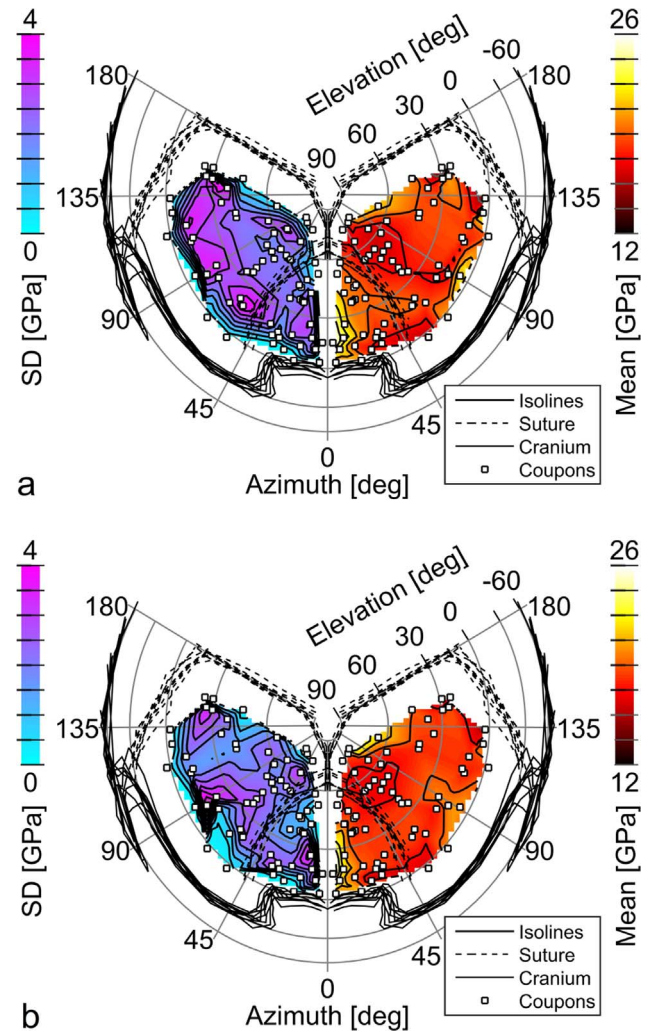 4
26
180
Elevation [deg]
-60
0
30
60
90
180
135
135
0
12
SD [GPa]
Mean [GPa]
90
90
45
45
0
Azimuth [deg]
Isolines
Suture
Cranium
Coupons
a
4
26
180
Elevation [deg]
-60
0
30
60
90
180
135
135
0
12
SD [GPa]
Mean [GPa]
90
90
45
45
0
Azimuth [deg]
Isolines
Suture
Cranium
Coupons
b